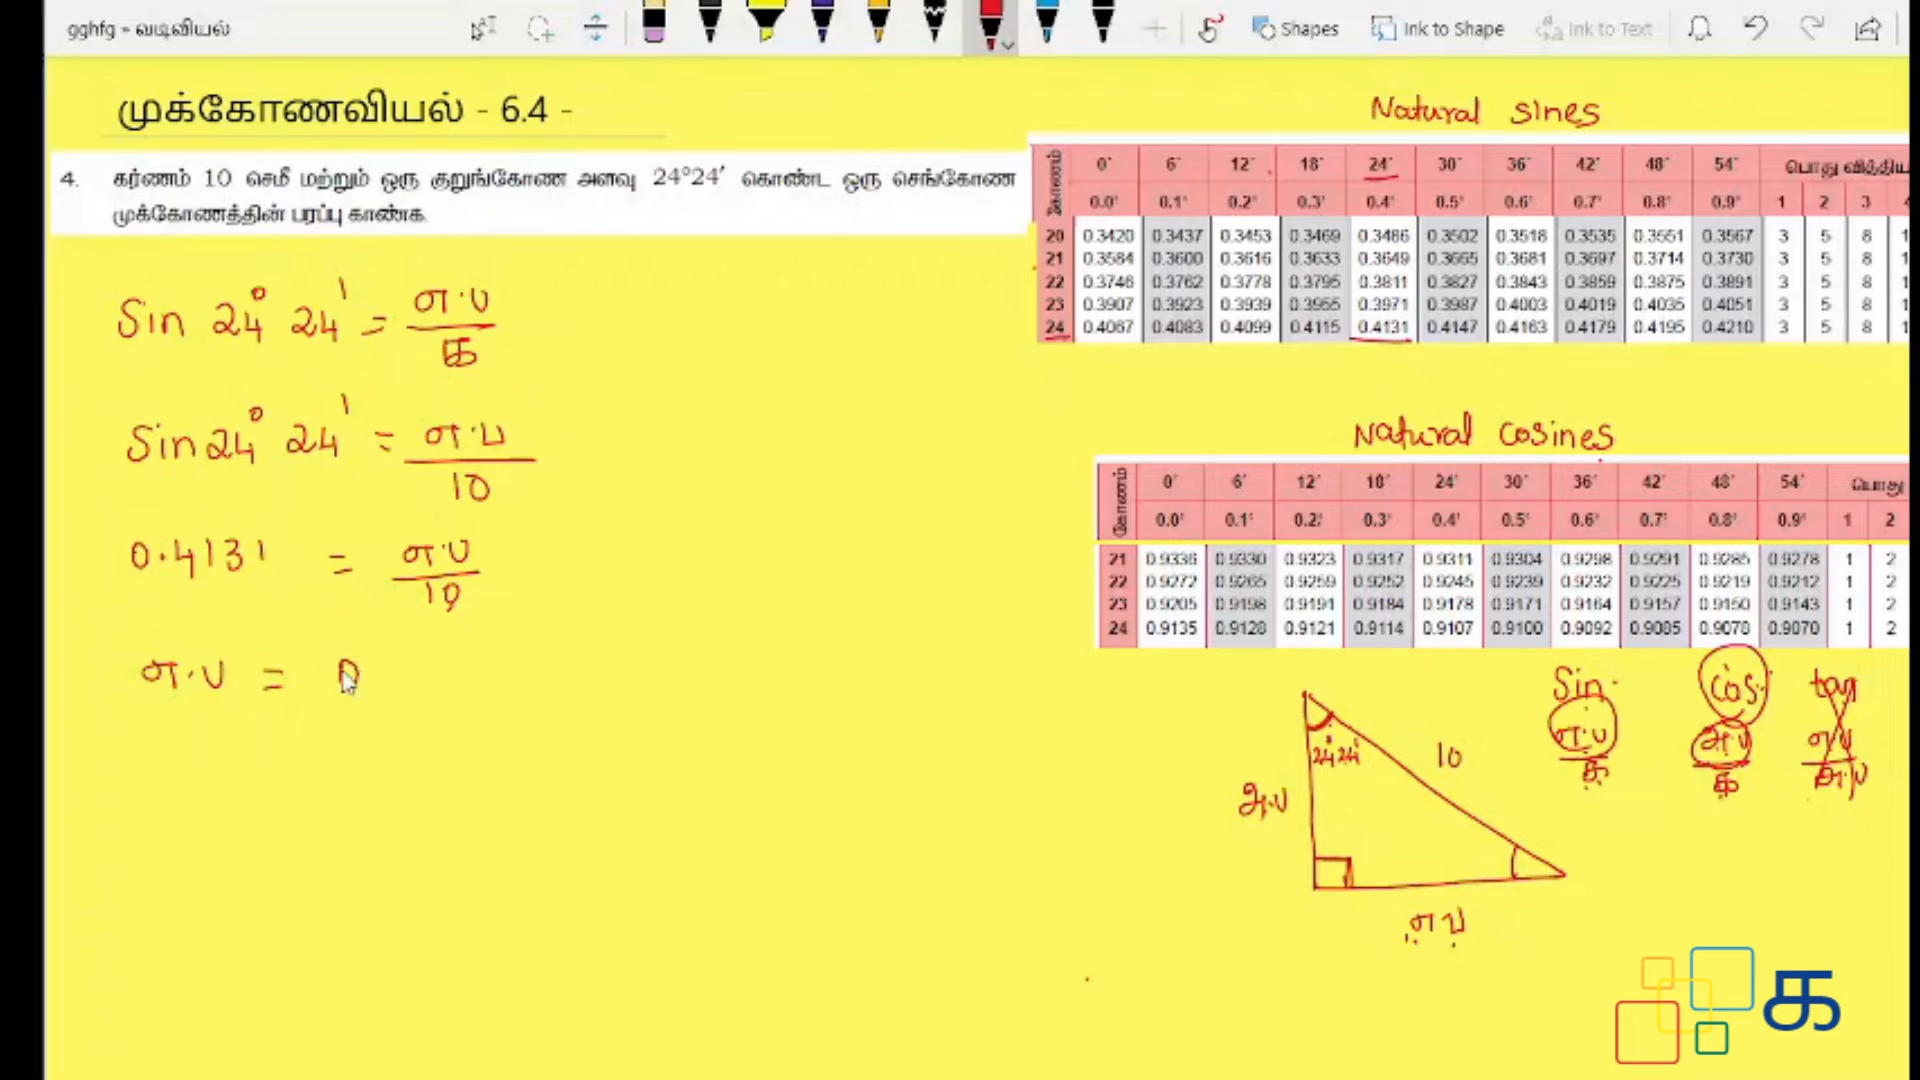 gghfg - வடிவியல்
Shapes
Ink to Shape
Ink to Text
முக்கோணவியல் - 6.4 -
4. கர்ணம் 10 செமீ மற்றும் ஒரு குறுங்கோண அளவு 24°24′ கொண்ட ஒரு செங்கோண
முக்கோணத்தின் பரப்பு காண்க.
Sin 24° 24' = எ.ப / க
Sin 24° 24' = எ.ப / 10
0.4131 = எ.ப / 10
எ.ப = 0
Natural sines
கோணம் 0′ 6′ 12′ 18′ 24′ 30′ 36′ 42′ 48′ 54′
0.0° 0.1° 0.2° 0.3° 0.4° 0.5° 0.6° 0.7° 0.8° 0.9° 1 2 3 4
20 0.3420 0.3437 0.3453 0.3469 0.3486 0.3502 0.3518 0.3535 0.3551 0.3567 3 5 8 1
21 0.3584 0.3600 0.3616 0.3633 0.3649 0.3665 0.3681 0.3697 0.3714 0.3730 3 5 8 1
22 0.3746 0.3762 0.3778 0.3795 0.3811 0.3827 0.3843 0.3859 0.3875 0.3891 3 5 8 1
23 0.3907 0.3923 0.3939 0.3955 0.3971 0.3987 0.4003 0.4019 0.4035 0.4051 3 5 8 1
24 0.4067 0.4083 0.4099 0.4115 0.4131 0.4147 0.4163 0.4179 0.4195 0.4210 3 5 8 1
Natural cosines
கோணம் 0′ 6′ 12′ 18′ 24′ 30′ 36′ 42′ 48′ 54′ பொது
0.0° 0.1° 0.2° 0.3° 0.4° 0.5° 0.6° 0.7° 0.8° 0.9° 1 2
21 0.9336 0.9330 0.9323 0.9317 0.9311 0.9304 0.9298 0.9291 0.9285 0.9278 1 2
22 0.9272 0.9265 0.9259 0.9252 0.9245 0.9239 0.9232 0.9225 0.9219 0.9212 1 2
23 0.9205 0.9198 0.9191 0.9184 0.9178 0.9171 0.9164 0.9157 0.9150 0.9143 1 2
24 0.9135 0.9128 0.9121 0.9114 0.9107 0.9100 0.9092 0.9085 0.9078 0.9070 1 2
Sin cos tan
எ.ப / க அ.ப / க எ.ப / அ.ப
24°24'
10
அ.ப
எ.ப
க